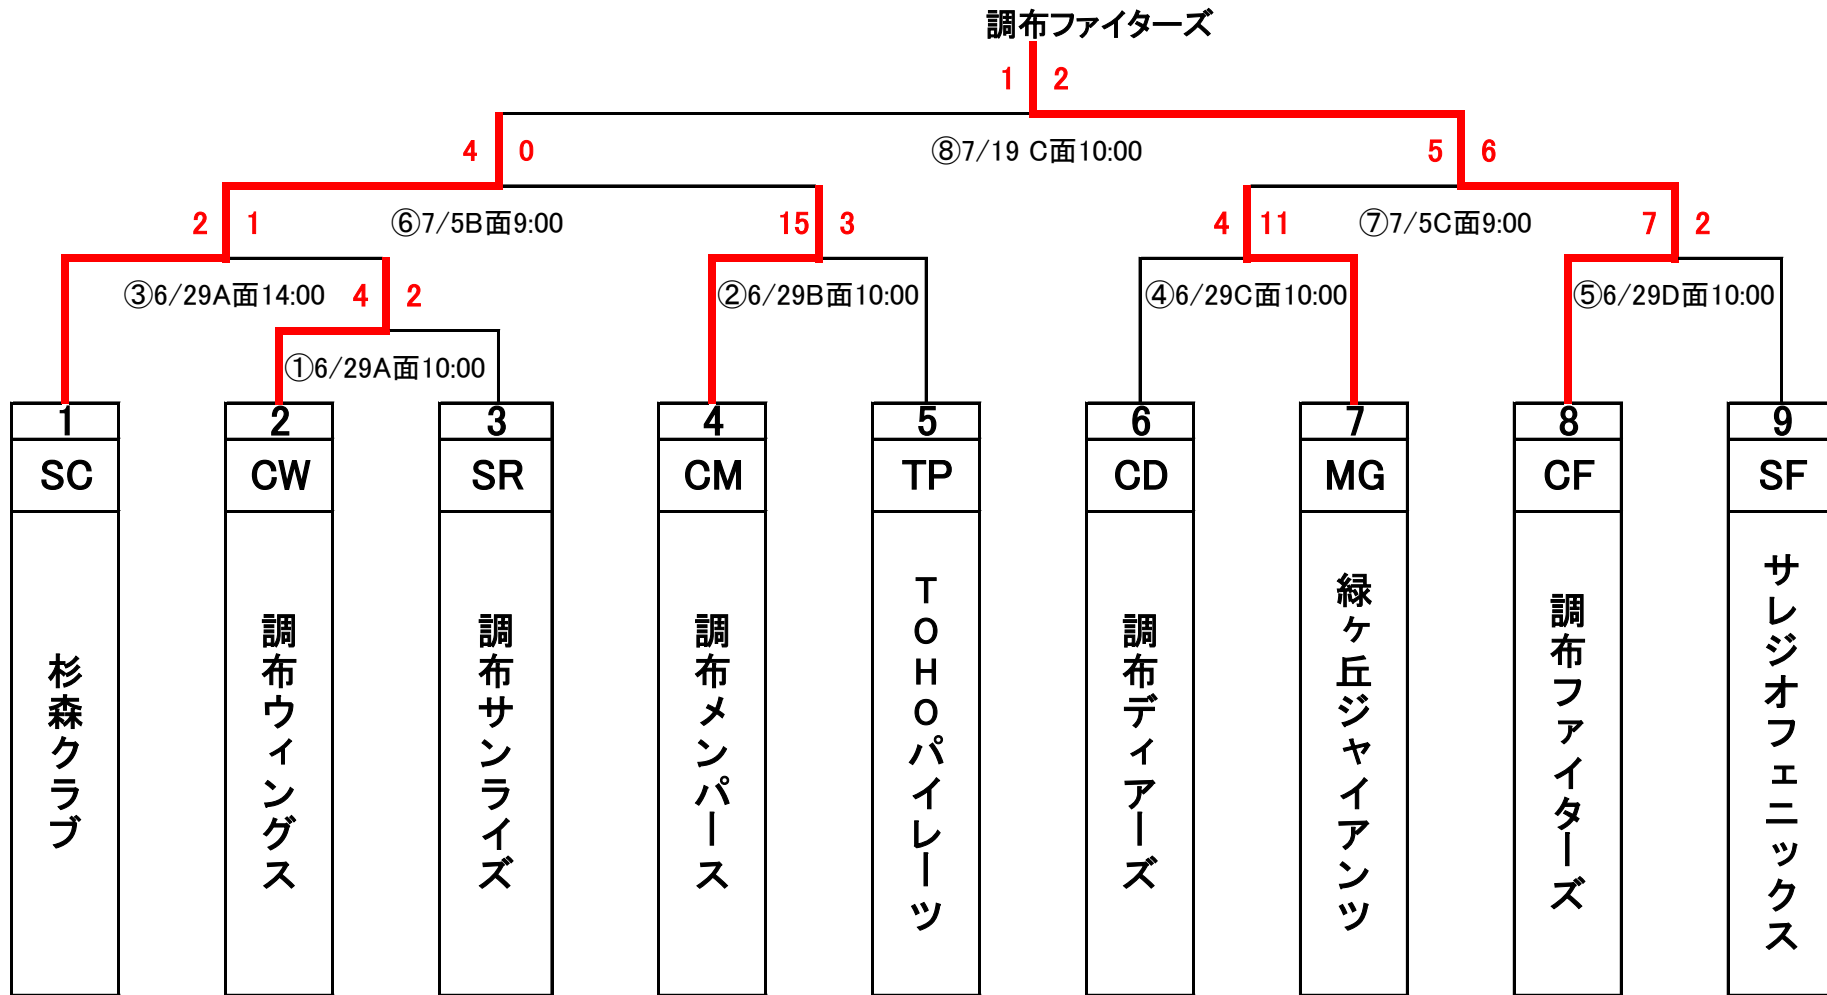 調布ファイターズ
1 2
4 0
⑧7/19 C面10:00
5 6
2 1
⑥7/5B面9:00
15 3
4 11
⑦7/5C面9:00
7 2
③6/29A面14:00
4 2
②6/29B面10:00
④6/29C面10:00
⑤6/29D面10:00
①6/29A面10:00
1 2 3 4 5 6 7 8 9
SC CW SR CM TP CD MG CF SF
杉森クラブ
調布ウィングス
調布サンライズ
調布メンパース
TOHOパイレーツ
調布ディアーズ
緑ヶ丘ジャイアンツ
調布ファイターズ
サレジオフェニックス